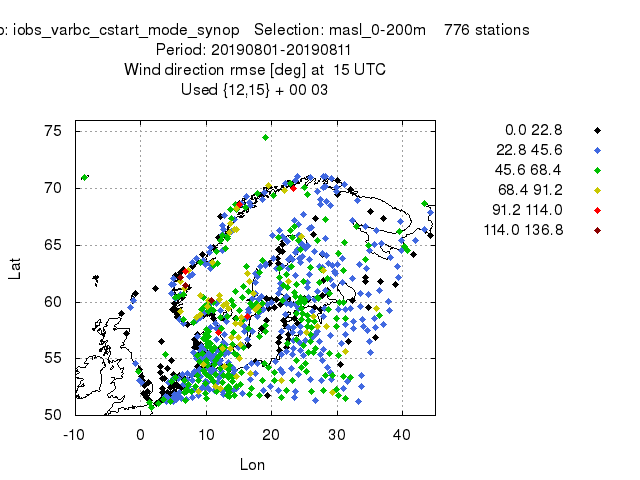 : iobs_varbc_cstart_mode_synop Selection: masl_0-200m 776 stations
Period: 20190801-20190811
Wind direction rmse [deg] at 15 UTC
Used {12,15} + 00 03
0.0 22.8
22.8 45.6
45.6 68.4
68.4 91.2
91.2 114.0
114.0 136.8
75
70
65
60
55
50
Lat
-10 0 10 20 30 40
Lon